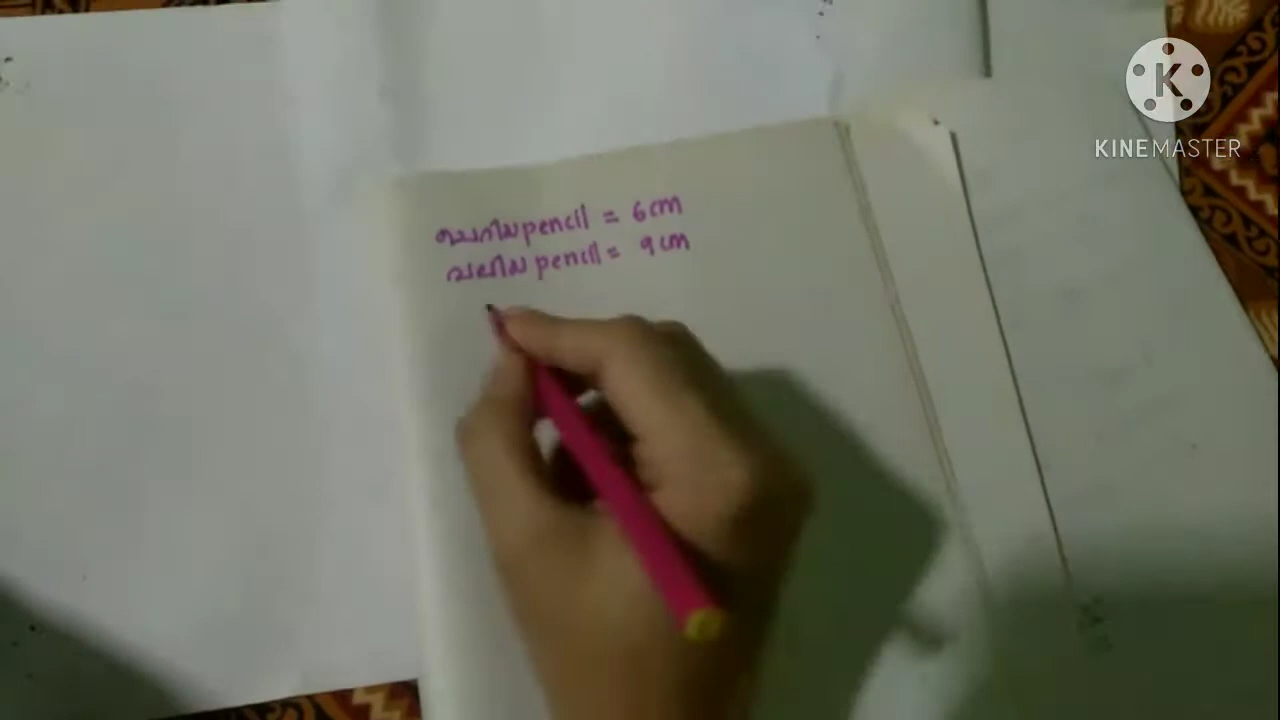 ചെറിയ pencil = 6cm
വലിയ pencil = 9cm
K
KINEMASTER